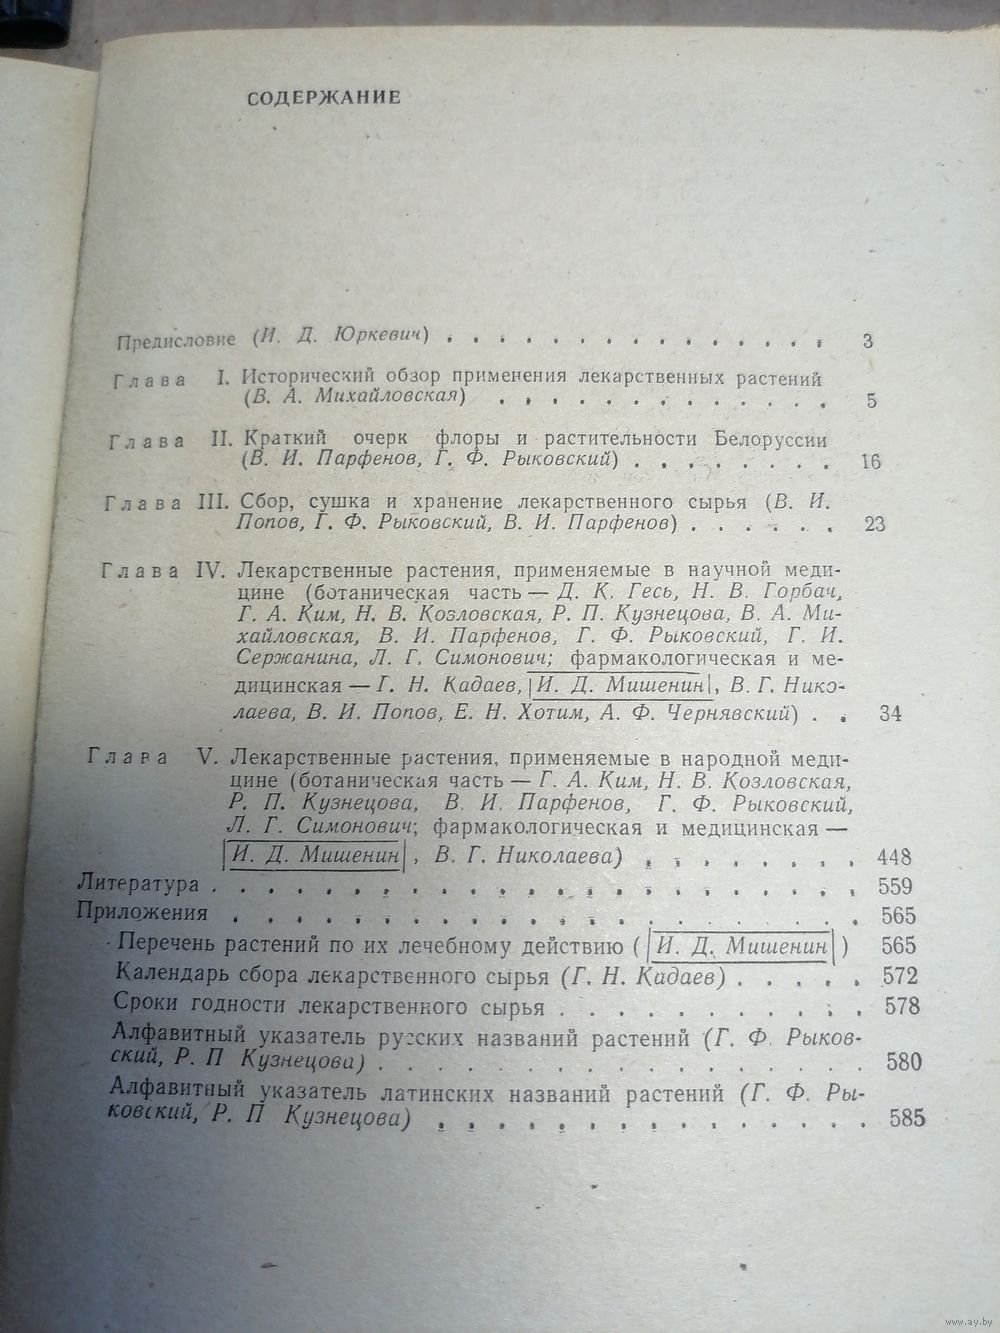 СОДЕРЖАНИЕ
Предисловие (И. Д. Юркевич) . . . . . . . . . . . . . . . 3
Глава I. Исторический обзор применения лекарственных растений
(В. А. Михайловская) . . . . . . . . . . . . . 5
Глава II. Краткий очерк флоры и растительности Белоруссии
(В. И. Парфенов, Г. Ф. Рыковский) . . . . . . . . 16
Глава III. Сбор, сушка и хранение лекарственного сырья (В. И.
Попов, Г. Ф. Рыковский, В. И. Парфенов) . . . . . . 23
Глава IV. Лекарственные растения, применяемые в научной меди-
цине (ботаническая часть — Д. К. Гесь, Н. В. Горбач,
Г. А. Ким, Н. В. Козловская, Р. П. Кузнецова, В. А. Ми-
хайловская, В. И. Парфенов, Г. Ф. Рыковский, Г. И.
Сержанина, Л. Г. Симонович; фармакологическая и ме-
дицинская — Г. Н. Кадаев, |И. Д. Мишенин|, В. Г. Нико-
лаева, В. И. Попов, Е. Н. Хотим, А. Ф. Чернявский) . . 34
Глава V. Лекарственные растения, применяемые в народной меди-
цине (ботаническая часть — Г. А. Ким, Н. В. Козловская,
Р. П. Кузнецова, В. И. Парфенов, Г. Ф. Рыковский,
Л. Г. Симонович; фармакологическая и медицинская —
|И. Д. Мишенин|, В. Г. Николаева) . . . . . . . . 448
Литература . . . . . . . . . . . . . . . . . . . . . . . 559
Приложения . . . . . . . . . . . . . . . . . . . . . . 565
Перечень растений по их лечебному действию (|И. Д. Мишенин|) 565
Календарь сбора лекарственного сырья (Г. Н. Кадаев) . . . . . 572
Сроки годности лекарственного сырья . . . . . . . . . . . 578
Алфавитный указатель русских названий растений (Г. Ф. Рыков-
ский, Р. П Кузнецова) . . . . . . . . . . . . . . . . . 580
Алфавитный указатель латинских названий растений (Г. Ф. Ры-
ковский, Р. П Кузнецова) . . . . . . . . . . . . . . . 585
www.ay.by